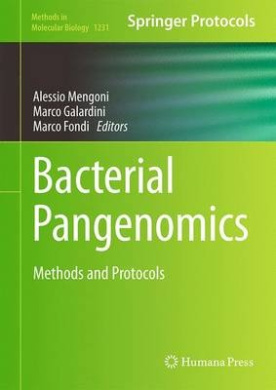 Methods in
Molecular Biology 1231
Springer Protocols
Alessio Mengoni
Marco Galardini
Marco Fondi Editors
Bacterial
Pangenomics
Methods and Protocols
Humana Press